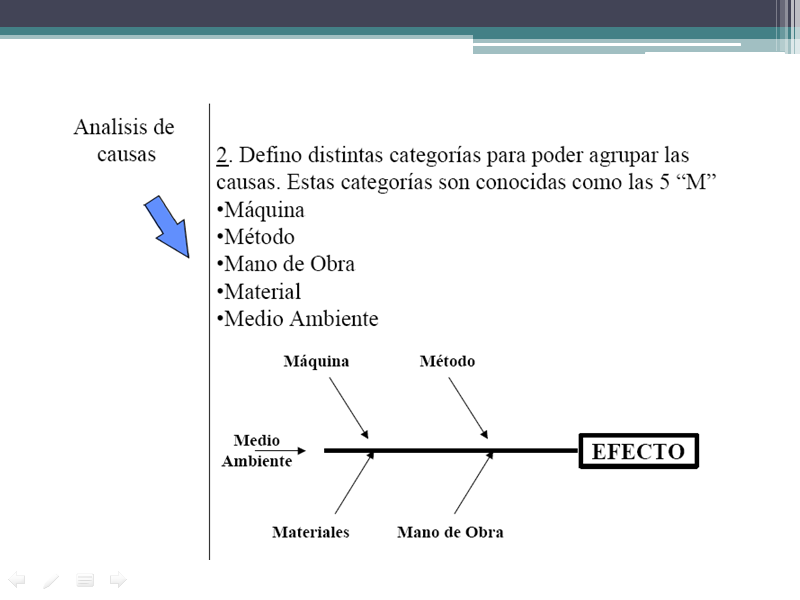 Analisis de
causas
2. Defino distintas categorías para poder agrupar las
causas. Estas categorías son conocidas como las 5 “M”
•Máquina
•Método
•Mano de Obra
•Material
•Medio Ambiente
Máquina
Método
Medio
Ambiente
EFECTO
Materiales
Mano de Obra